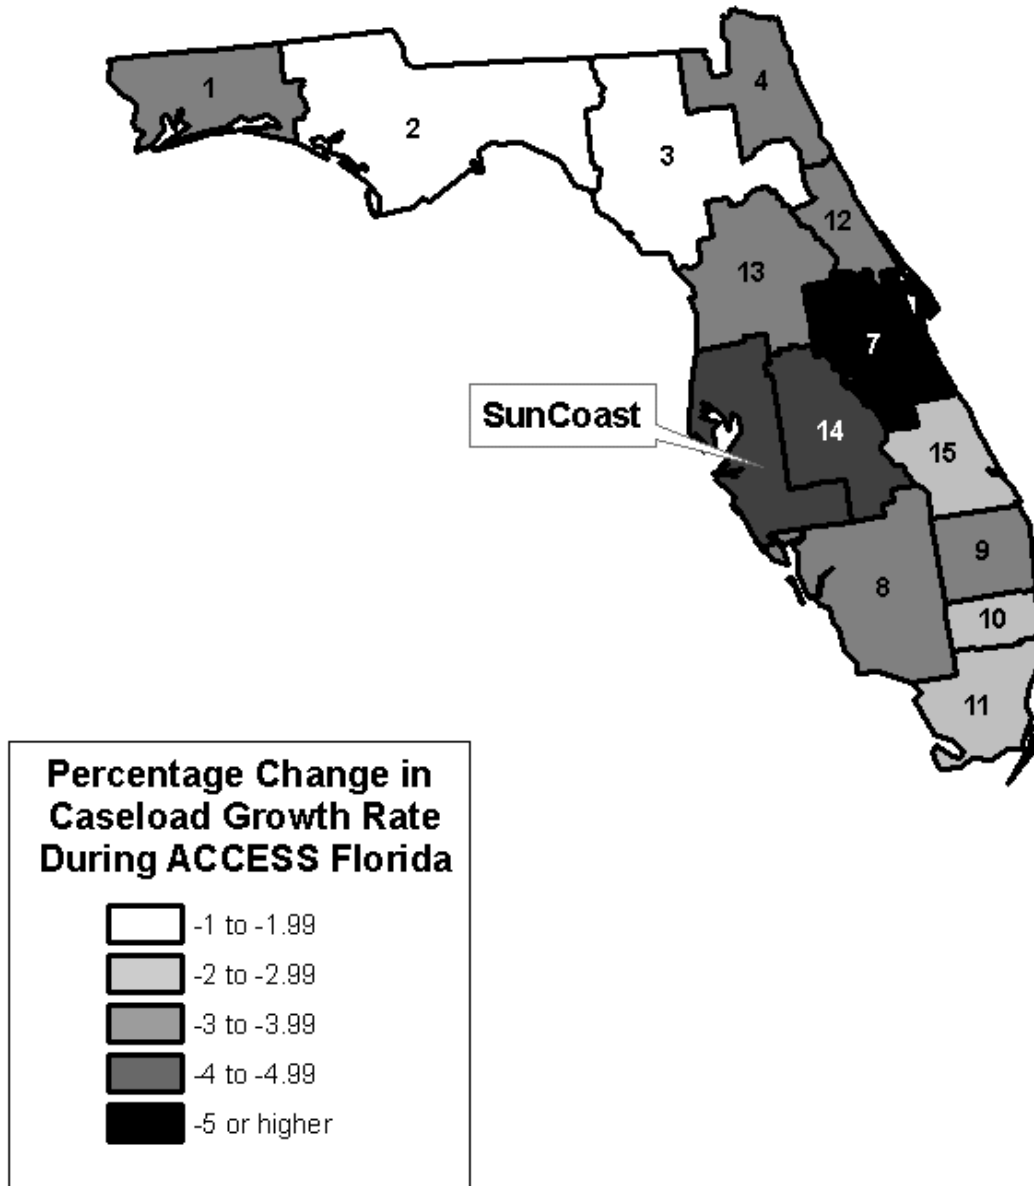 1
2
3
4
12
13
7
SunCoast
14
15
9
8
10
11
Percentage Change in
Caseload Growth Rate
During ACCESS Florida
-1 to -1.99
-2 to -2.99
-3 to -3.99
-4 to -4.99
-5 or higher